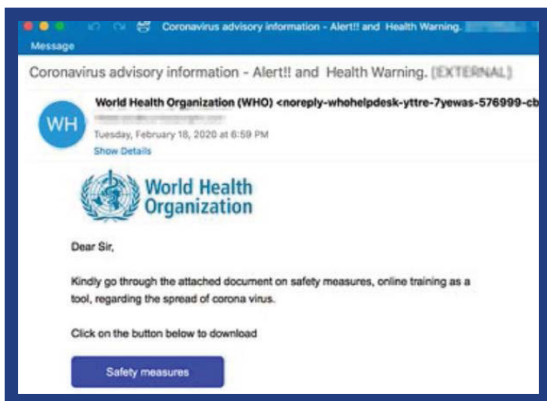 Coronavirus advisory information - Alert!! and Health Warning.
Message
Coronavirus advisory information - Alert!! and Health Warning. [EXTERNAL]
World Health Organization (WHO) <noreply-whohelpdesk-yttre-7yewas-576999-cb
WH
Tuesday, February 18, 2020 at 6:59 PM
Show Details
World Health
Organization
Dear Sir,
Kindly go through the attached document on safety measures, online training as a
tool, regarding the spread of corona virus.
Click on the button below to download
Safety measures